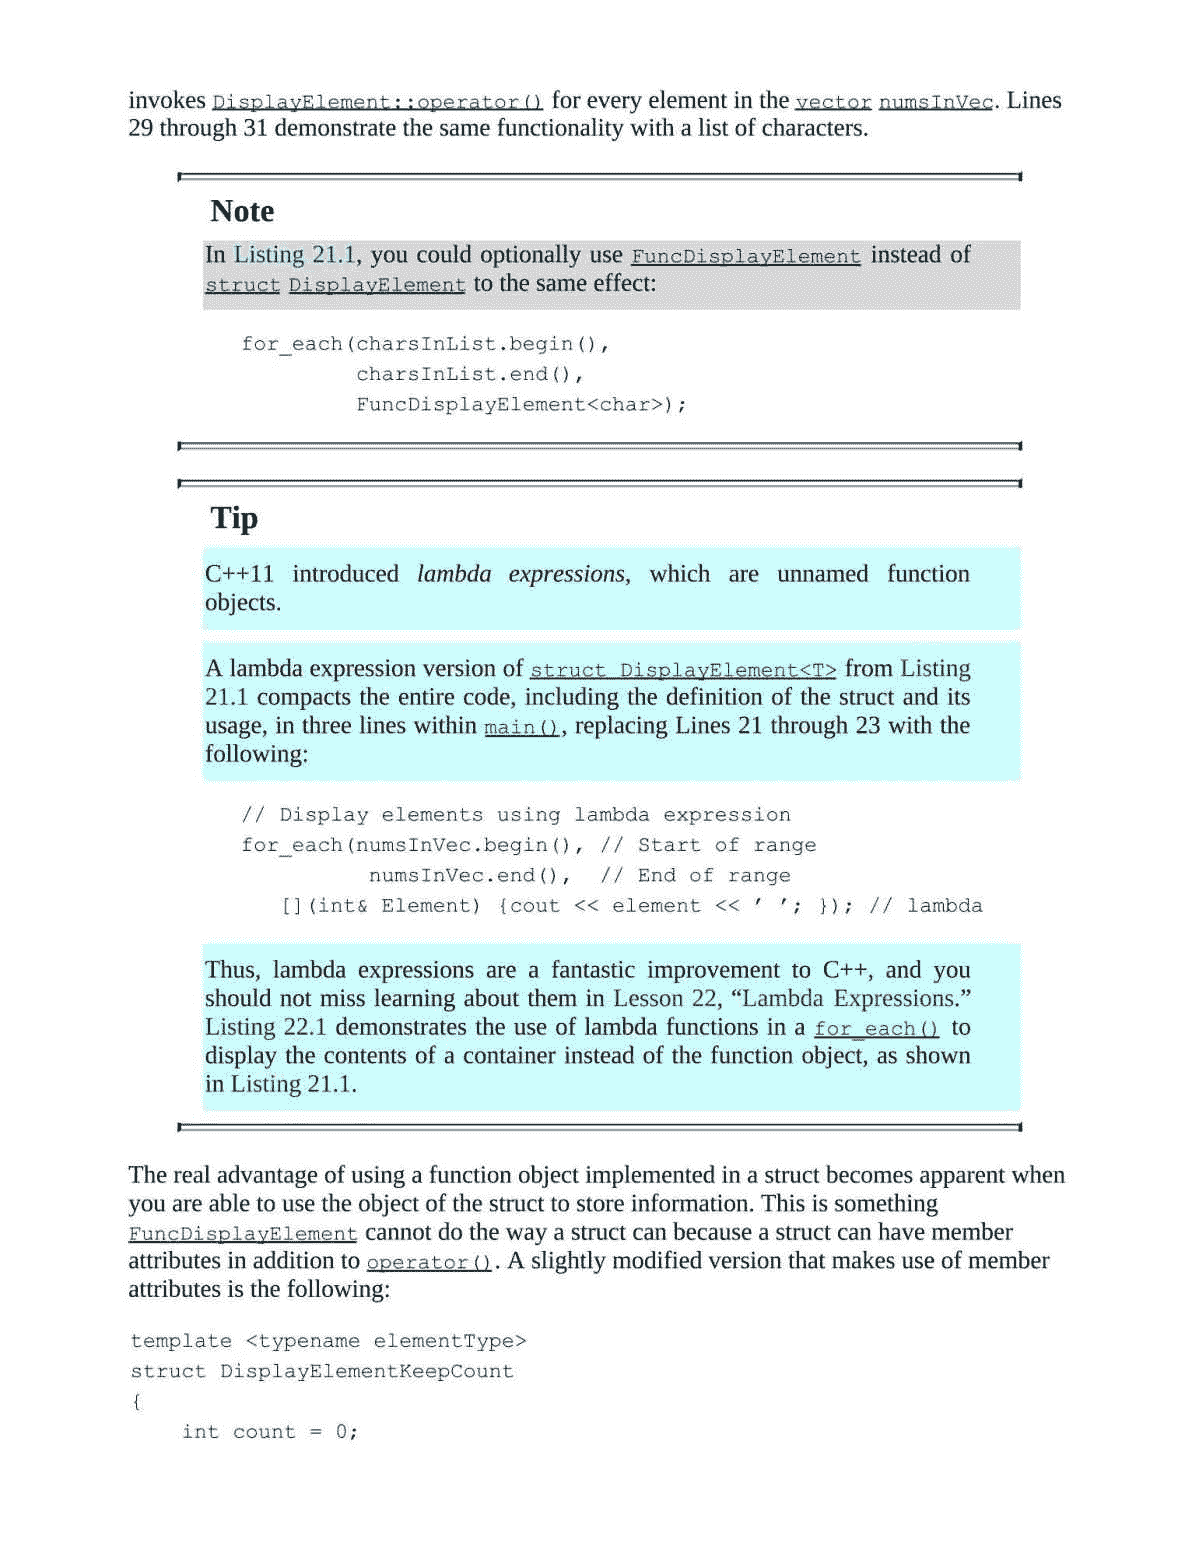 invokes DisplayElement::operator() for every element in the vector numsInVec. Lines
29 through 31 demonstrate the same functionality with a list of characters.
Note
In Listing 21.1, you could optionally use FuncDisplayElement instead of
struct DisplayElement to the same effect:
for_each(charsInList.begin(),
charsInList.end(),
FuncDisplayElement<char>);
Tip
C++11 introduced lambda expressions, which are unnamed function
objects.
A lambda expression version of struct DisplayElement<T> from Listing
21.1 compacts the entire code, including the definition of the struct and its
usage, in three lines within main(), replacing Lines 21 through 23 with the
following:
// Display elements using lambda expression
for_each(numsInVec.begin(), // Start of range
numsInVec.end(), // End of range
[](int& Element) {cout << element << ' '; }); // lambda
Thus, lambda expressions are a fantastic improvement to C++, and you
should not miss learning about them in Lesson 22, “Lambda Expressions.”
Listing 22.1 demonstrates the use of lambda functions in a for_each() to
display the contents of a container instead of the function object, as shown
in Listing 21.1.
The real advantage of using a function object implemented in a struct becomes apparent when
you are able to use the object of the struct to store information. This is something
FuncDisplayElement cannot do the way a struct can because a struct can have member
attributes in addition to operator(). A slightly modified version that makes use of member
attributes is the following:
template <typename elementType>
struct DisplayElementKeepCount
{
int count = 0;